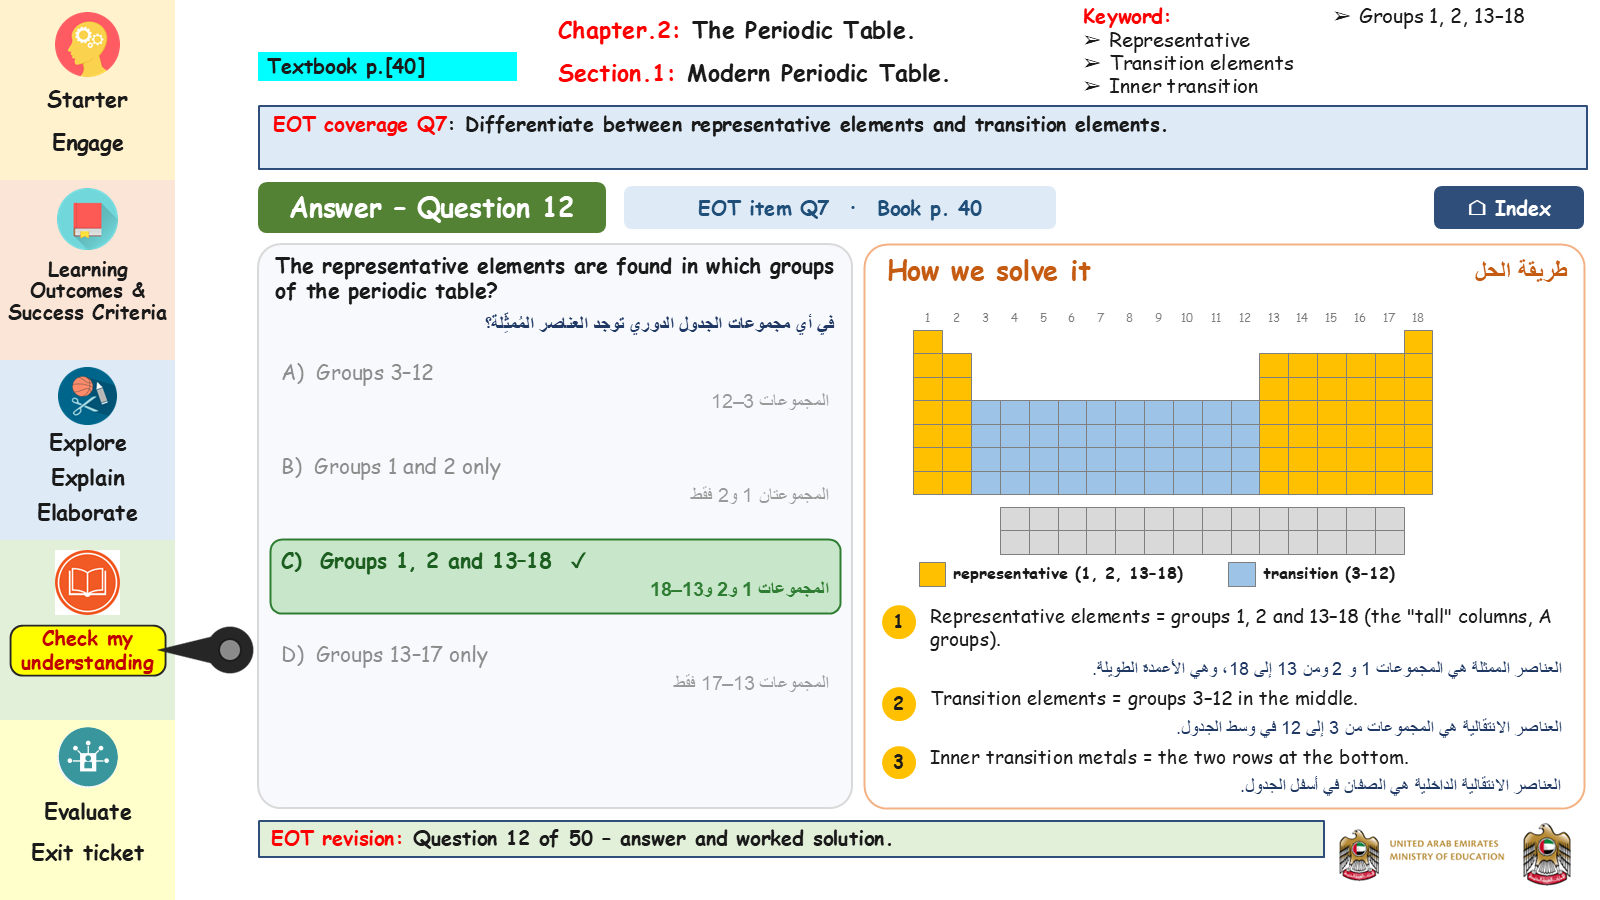 Starter
Engage
Learning
Outcomes &
Success Criteria
Explore
Explain
Elaborate
Check my
understanding
Evaluate
Exit ticket
Textbook p.[40]
Chapter.2: The Periodic Table.
Section.1: Modern Periodic Table.
Keyword:
➢ Representative
➢ Transition elements
➢ Inner transition
➢ Groups 1, 2, 13–18
EOT coverage Q7: Differentiate between representative elements and transition elements.
Answer – Question 12
EOT item Q7 · Book p. 40
Index
The representative elements are found in which groups
of the periodic table?
في أي مجموعات الجدول الدوري توجد العناصر المُمثِّلة؟
A) Groups 3–12
المجموعات 3–12
B) Groups 1 and 2 only
المجموعتان 1 و2 فقط
C) Groups 1, 2 and 13–18 ✓
المجموعات 1 و2 و13–18
D) Groups 13–17 only
المجموعات 13–17 فقط
How we solve it
طريقة الحل
1 2 3 4 5 6 7 8 9 10 11 12 13 14 15 16 17 18
representative (1, 2, 13–18)
transition (3–12)
1 Representative elements = groups 1, 2 and 13–18 (the "tall" columns, A
groups).
العناصر الممثلة هي المجموعات 1 و 2 ومن 13 إلى 18، وهي الأعمدة الطويلة.
2 Transition elements = groups 3–12 in the middle.
العناصر الانتقالية هي المجموعات من 3 إلى 12 في وسط الجدول.
3 Inner transition metals = the two rows at the bottom.
العناصر الانتقالية الداخلية هي الصفان في أسفل الجدول.
EOT revision: Question 12 of 50 – answer and worked solution.
UNITED ARAB EMIRATES
MINISTRY OF EDUCATION